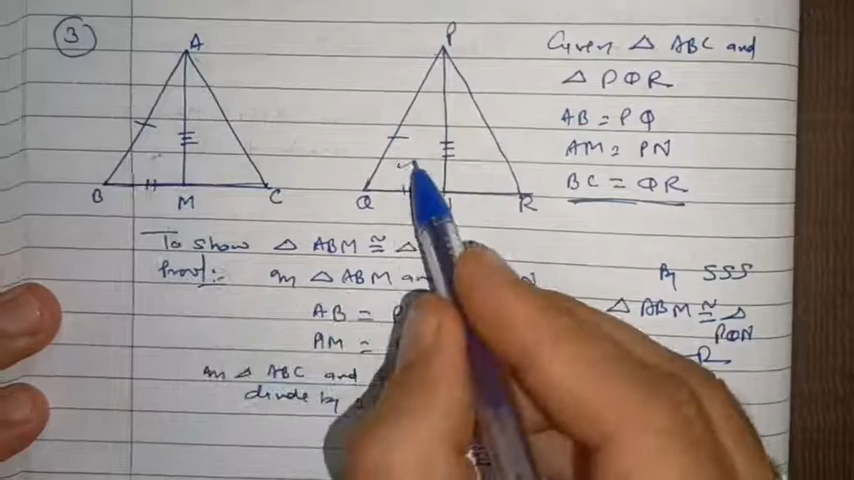 3
A
P
B
M
C
Q
R
Given △ ABC and
△ PQR
AB = PQ
AM = PN
BC = QR
To show △ ABM ≅ △
Proof :- In △ ABM
AB =
AM =
In △ ABC and
divide by
By SSS
△ ABM ≅ △
PQN